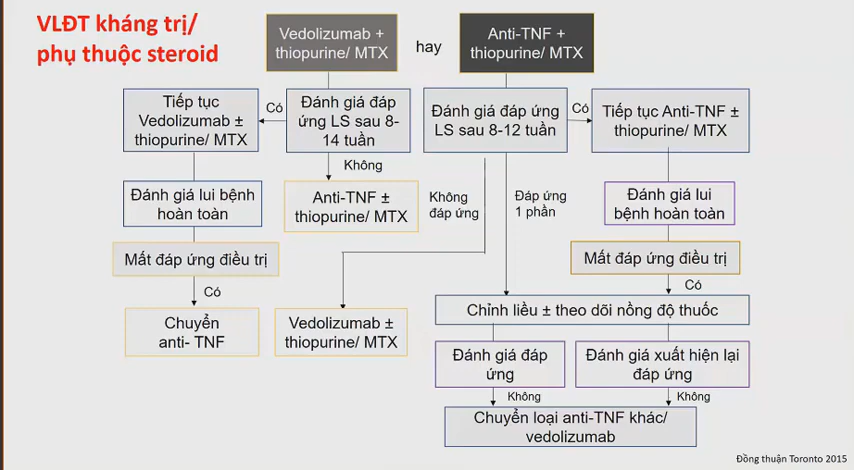 VLĐT kháng trị/
phụ thuộc steroid
Vedolizumab +
thiopurine/ MTX
hay
Anti-TNF +
thiopurine/ MTX
Tiếp tục
Vedolizumab ±
thiopurine/ MTX
Có
Đánh giá đáp
ứng LS sau 8-
14 tuần
Đánh giá đáp ứng
LS sau 8-12 tuần
Có
Tiếp tục Anti-TNF ±
thiopurine/ MTX
Không
Đánh giá lui bệnh
hoàn toàn
Anti-TNF ±
thiopurine/ MTX
Không
đáp ứng
Đáp ứng
1 phần
Đánh giá lui
bệnh hoàn toàn
Mất đáp ứng điều trị
Mất đáp ứng điều trị
Có
Có
Chuyển
anti- TNF
Vedolizumab ±
thiopurine/ MTX
Chỉnh liều ± theo dõi nồng độ thuốc
Đánh giá đáp
ứng
Đánh giá xuất hiện lại
đáp ứng
Không
Không
Chuyển loại anti-TNF khác/
vedolizumab
Đồng thuận Toronto 2015